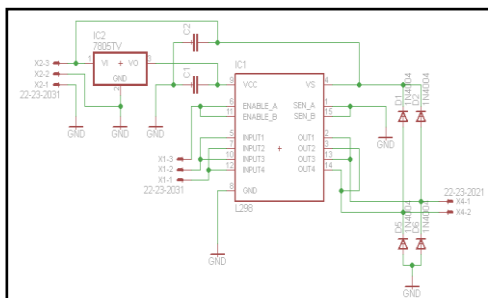 C2
IC2
7805TV
X2-3
1 VI + VO 3
X2-2
GND
2
X2-1
22-23-2031
C1
GND GND GND
IC1
9 VCC VS 4
6 ENABLE_A SEN_A 1
11 ENABLE_B SEN_B 15
5 INPUT1 OUT1 2
7 INPUT2 OUT2 3
10 INPUT3 OUT3 13
12 INPUT4 OUT4 14
+
8 GND
L298
X1-3
X1-2
X1-1
22-23-2031
GND
GND
D1
1N4004
D2
1N4004
22-23-2021
X4-1
X4-2
D5
1N4004
D6
1N4004
GND